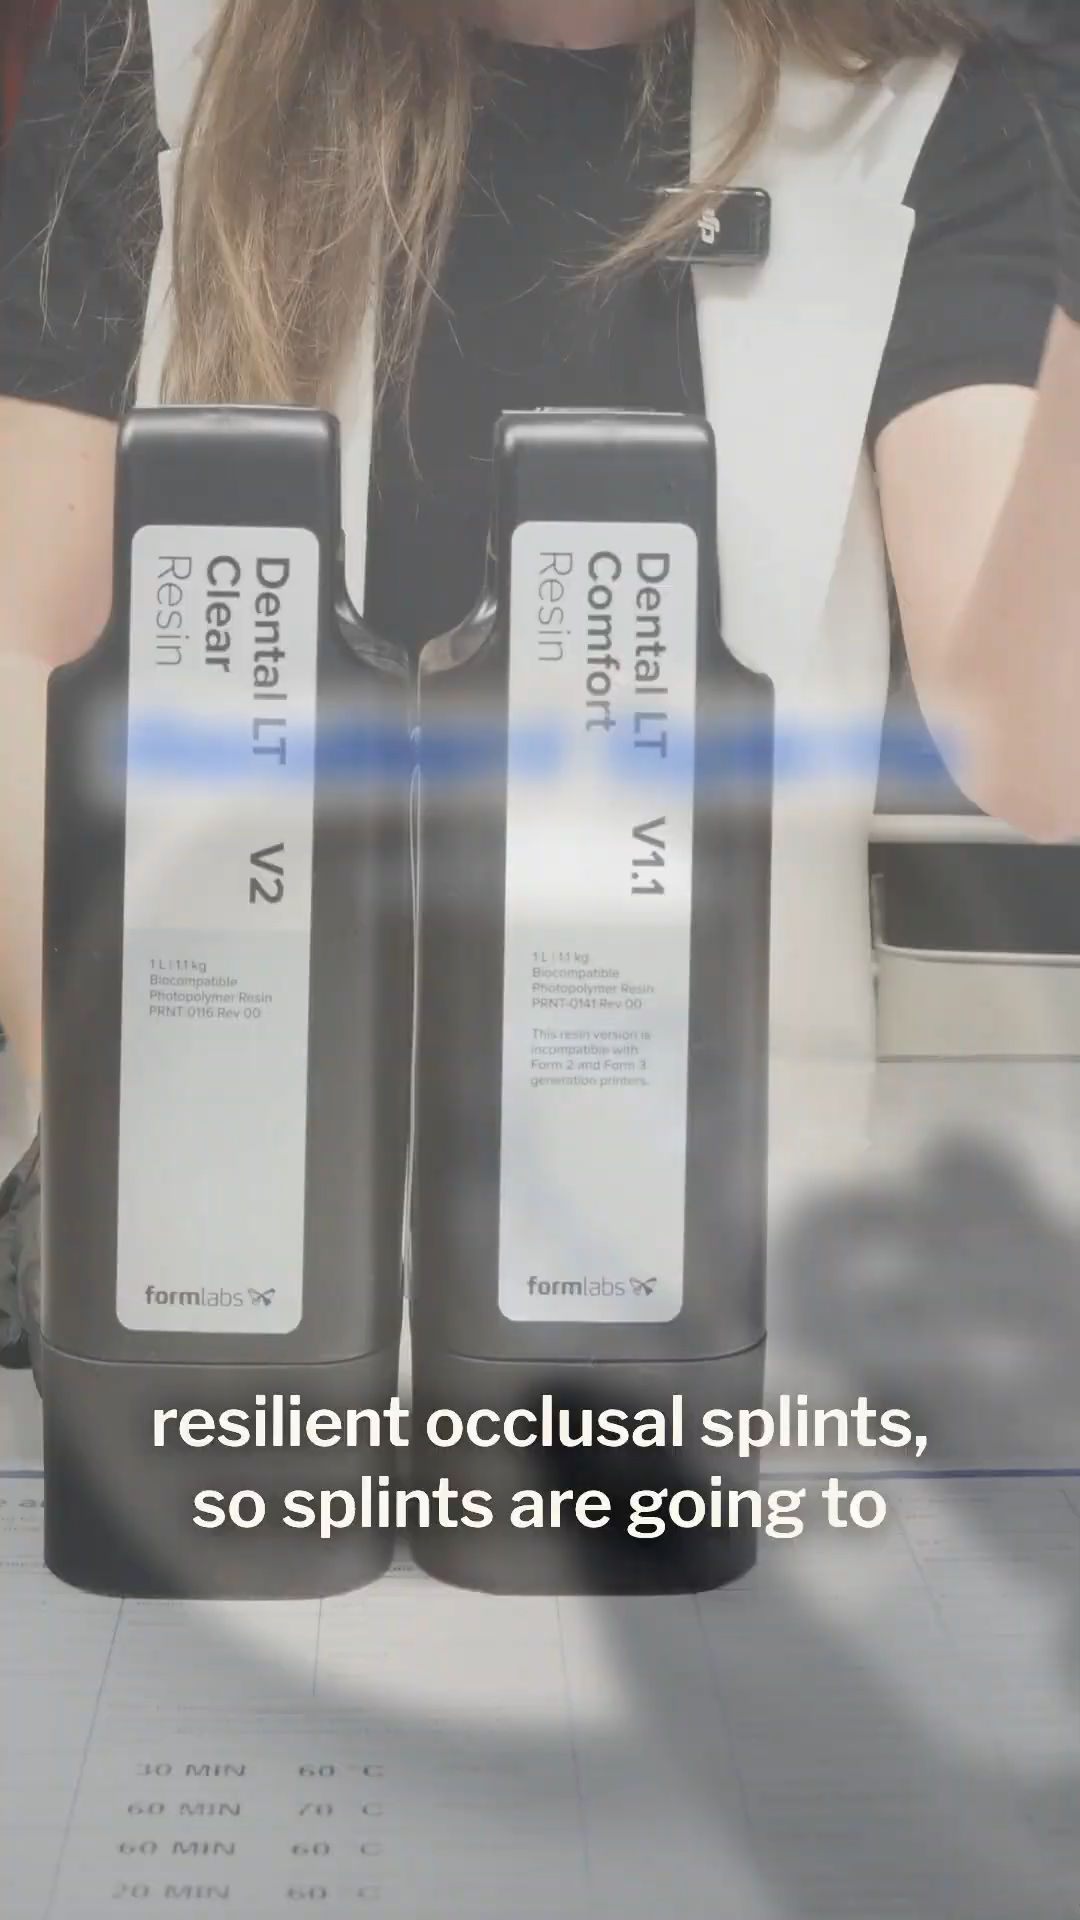 Dental LT V2
Clear
Resin
1 L | 1.1 kg
Biocompatible
Photopolymer Resin
PRNT-0116 Rev 00
formlabs
Dental LT V1.1
Comfort
Resin
1 L | 1.1 kg
Biocompatible
Photopolymer Resin
PRNT-0141 Rev 00
This resin version is
incompatible with
Form 2 and Form 3
generation printers.
formlabs
resilient occlusal splints,
so splints are going to
30 MIN 60 °C
60 MIN 70 C
60 MIN 60 C
20 MIN 60 C